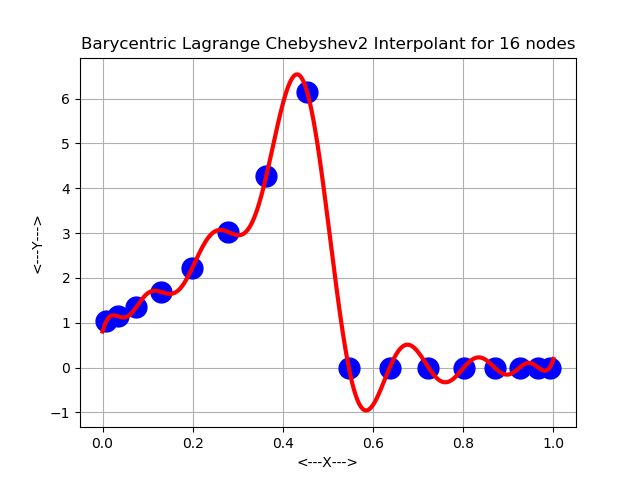 Barycentric Lagrange Chebyshev2 Interpolant for 16 nodes
6
5
4
3
2
1
0
−1
<---Y--->
0.0 0.2 0.4 0.6 0.8 1.0
<---X--->